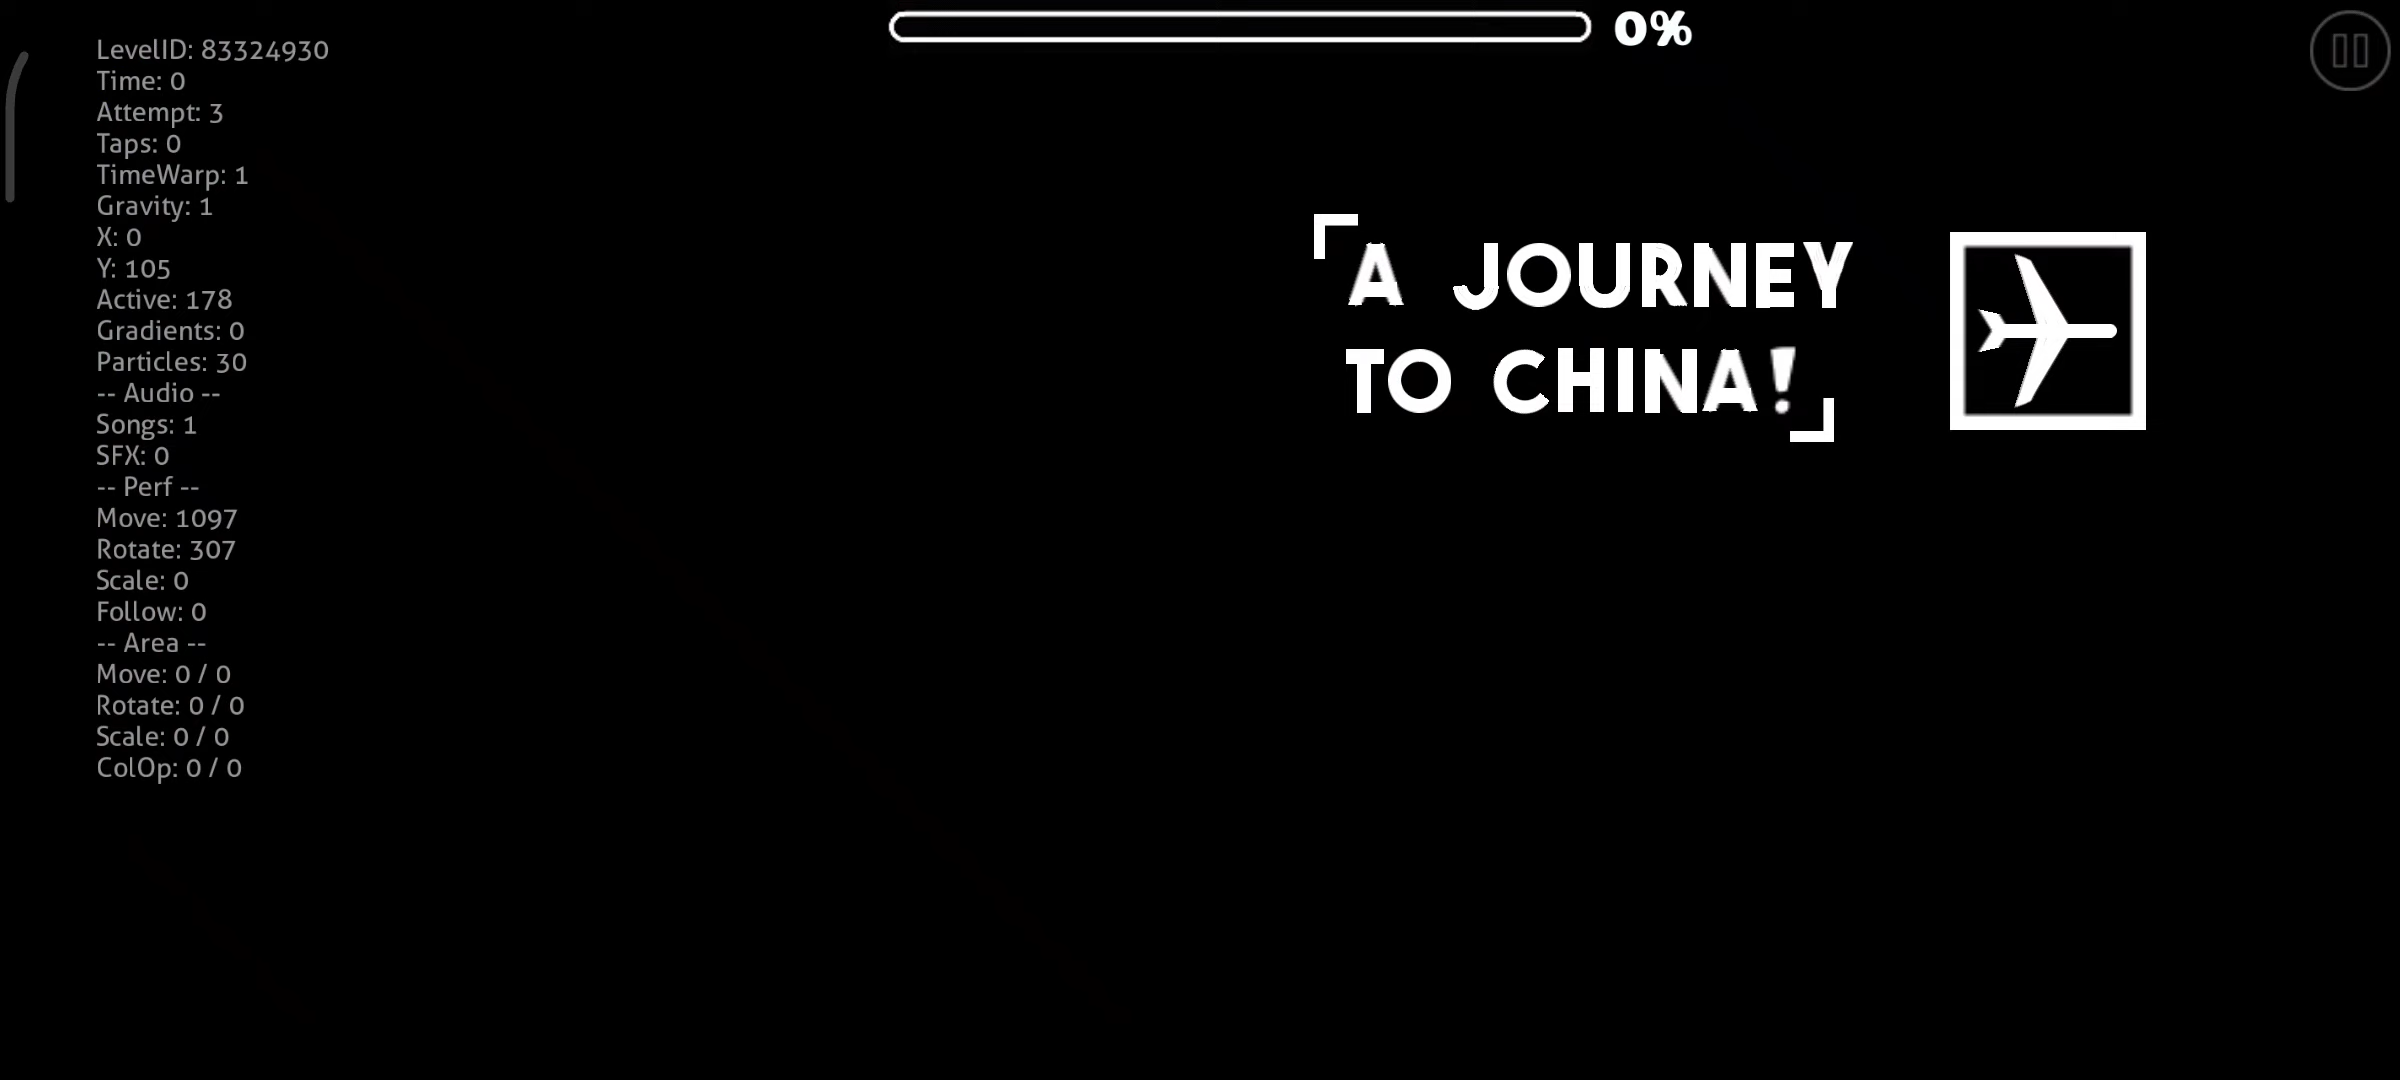 0%
LevelID: 83324930
Time: 0
Attempt: 3
Taps: 0
TimeWarp: 1
Gravity: 1
X: 0
Y: 105
Active: 178
Gradients: 0
Particles: 30
-- Audio --
Songs: 1
SFX: 0
-- Perf --
Move: 1097
Rotate: 307
Scale: 0
Follow: 0
-- Area --
Move: 0 / 0
Rotate: 0 / 0
Scale: 0 / 0
ColOp: 0 / 0
A JOURNEY
TO CHINA!